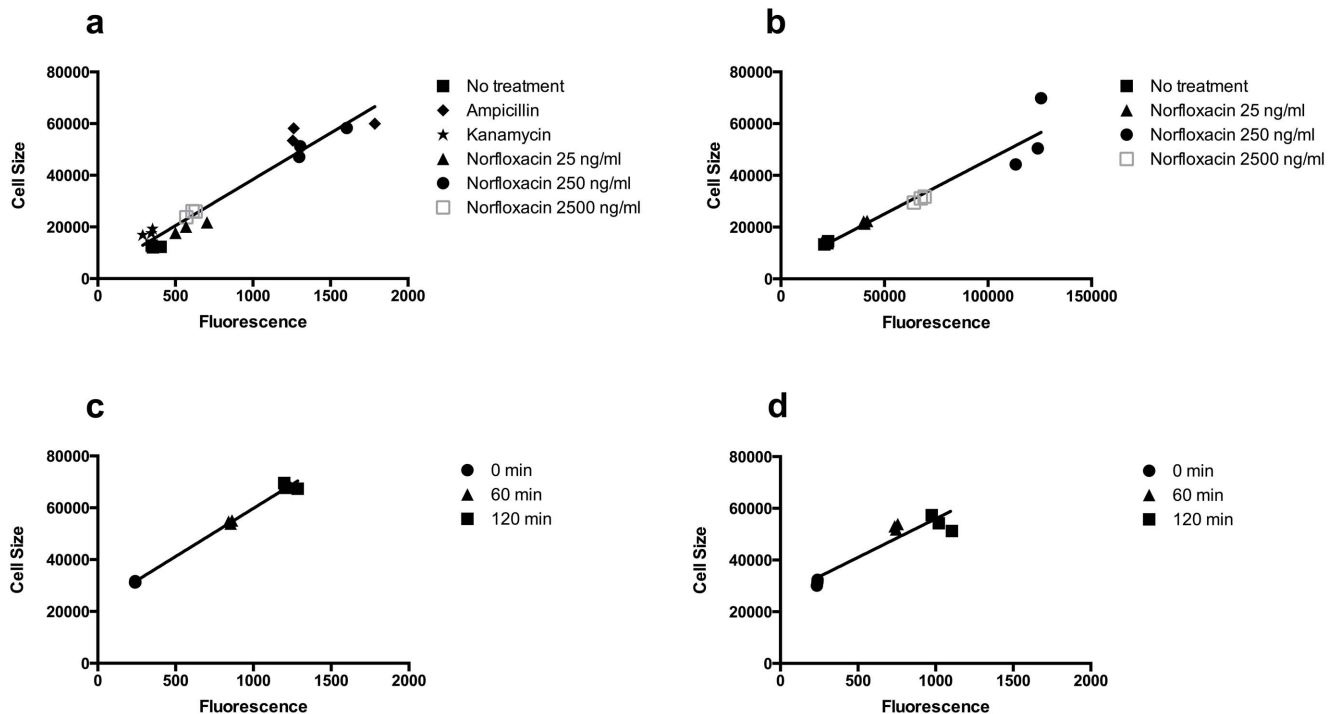 a
80000
60000
40000
20000
0
0 500 1000 1500 2000
Cell Size
Fluorescence
No treatment
Ampicillin
Kanamycin
Norfloxacin 25 ng/ml
Norfloxacin 250 ng/ml
Norfloxacin 2500 ng/ml
b
80000
60000
40000
20000
0
0 50000 100000 150000
Cell Size
Fluorescence
No treatment
Norfloxacin 25 ng/ml
Norfloxacin 250 ng/ml
Norfloxacin 2500 ng/ml
c
80000
60000
40000
20000
0
0 500 1000 1500 2000
Cell Size
Fluorescence
0 min
60 min
120 min
d
80000
60000
40000
20000
0
0 500 1000 1500 2000
Cell Size
Fluorescence
0 min
60 min
120 min